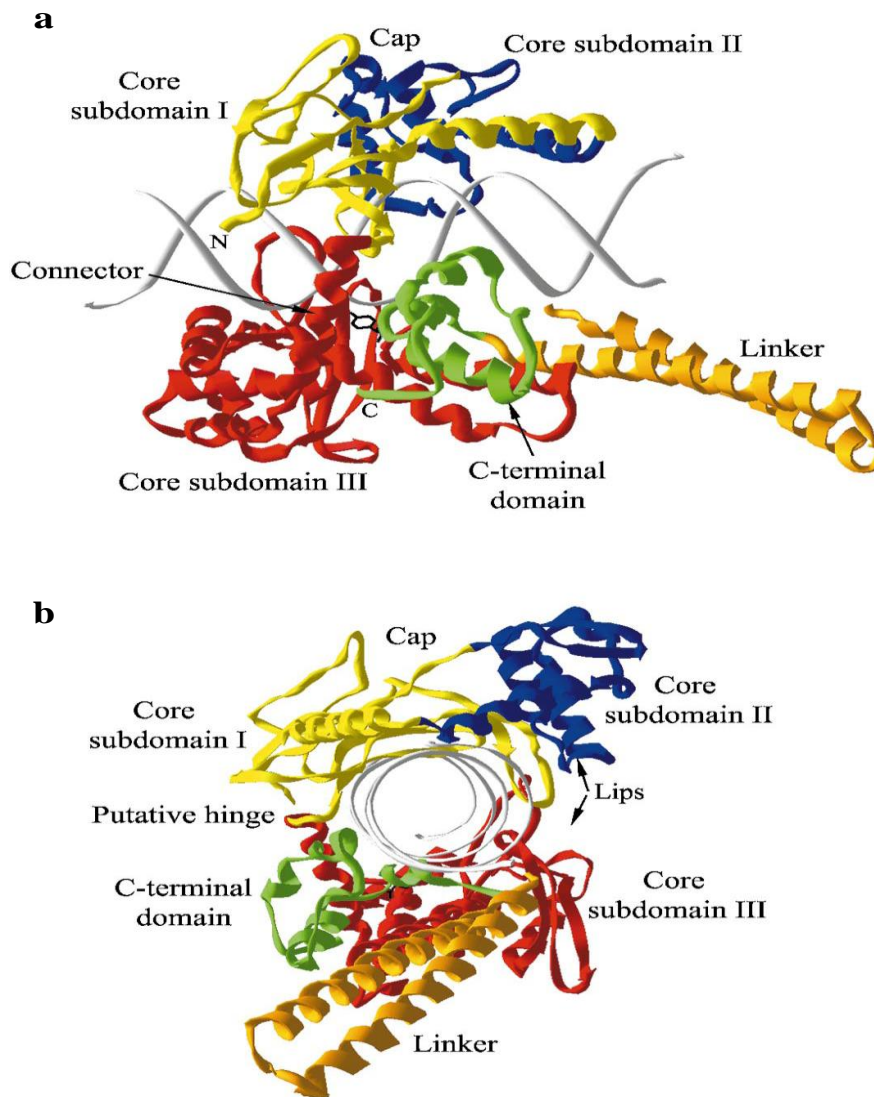 a
Cap
Core subdomain II
Core
subdomain I
N
Connector
Linker
C
Core subdomain III
C-terminal
domain
b
Cap
Core
subdomain I
Core
subdomain II
Lips
Putative hinge
C-terminal
domain
Core
subdomain III
Linker